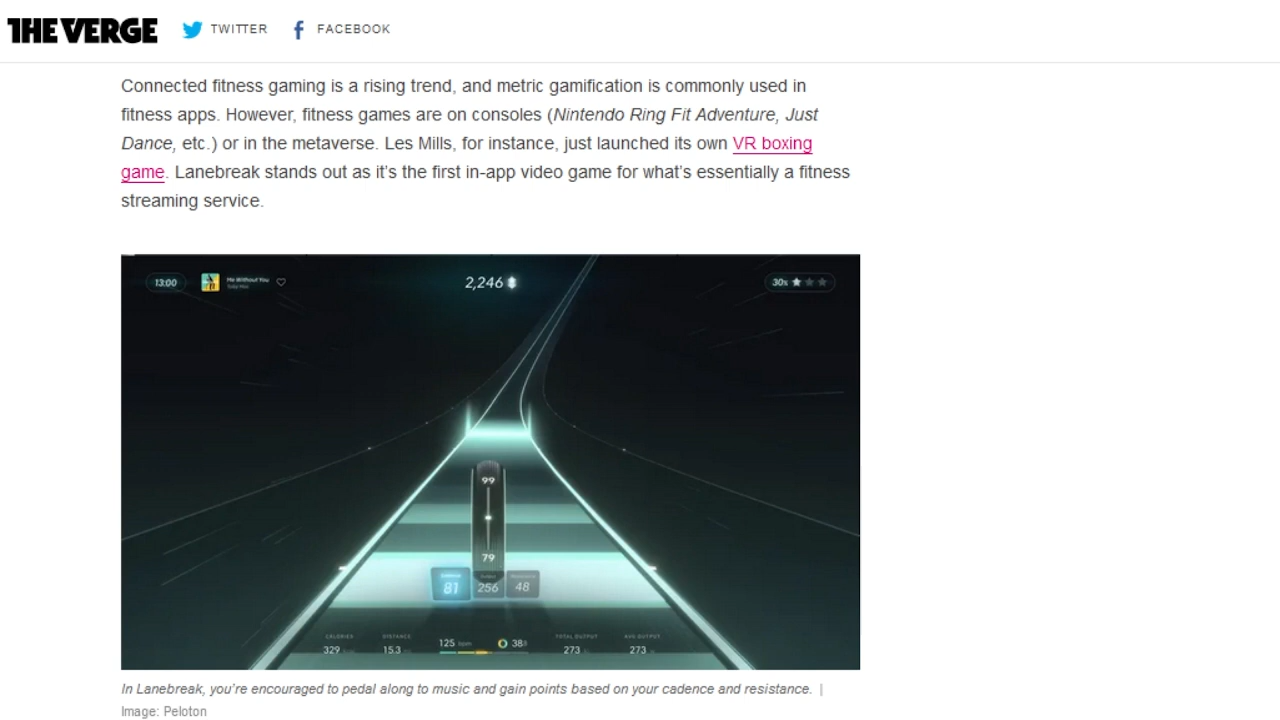 THE VERGE TWITTER FACEBOOK
Connected fitness gaming is a rising trend, and metric gamification is commonly used in
fitness apps. However, fitness games are on consoles (Nintendo Ring Fit Adventure, Just
Dance, etc.) or in the metaverse. Les Mills, for instance, just launched its own VR boxing
game. Lanebreak stands out as it’s the first in-app video game for what’s essentially a fitness
streaming service.
13:00 Me Without You 2,246 30x
99
79
81 256 48
CALORIES DISTANCE 125 38 TOTAL OUTPUT AVG OUTPUT
329 15.3 273 273
In Lanebreak, you’re encouraged to pedal along to music and gain points based on your cadence and resistance. |
Image: Peloton